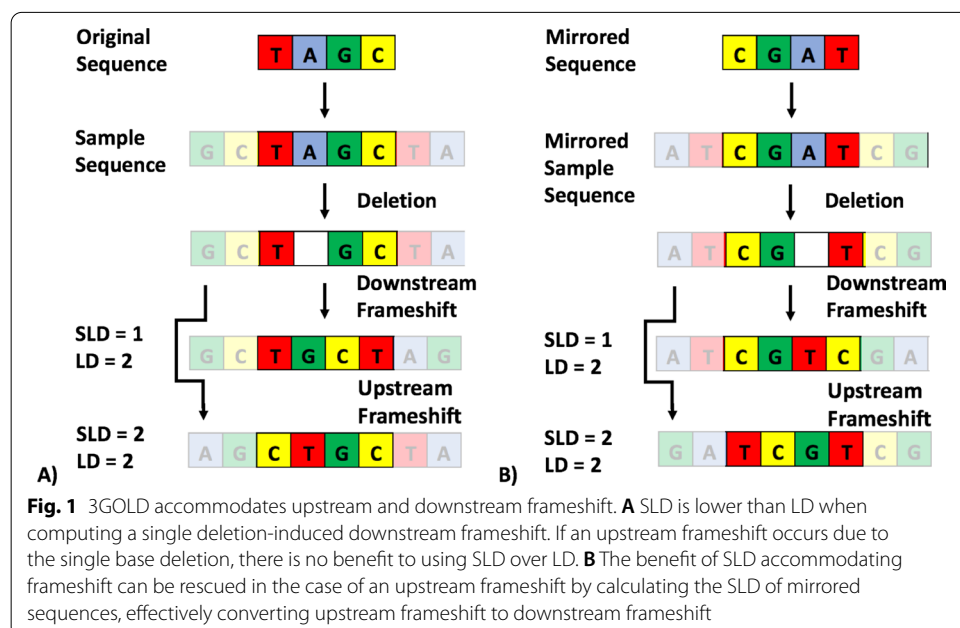 Original
Sequence
T A G C
Sample
Sequence
G C T A G C T A
Deletion
G C T G C T A
Downstream
Frameshift
SLD = 1
LD = 2
G C T G C T A G
Upstream
Frameshift
SLD = 2
LD = 2
A G C T G C T A
A)
Mirrored
Sequence
C G A T
Mirrored
Sample
Sequence
A T C G A T C G
Deletion
A T C G T C G
Downstream
Frameshift
SLD = 1
LD = 2
A T C G T C G A
Upstream
Frameshift
SLD = 2
LD = 2
G A T C G T C G
B)
Fig. 1 3GOLD accommodates upstream and downstream frameshift. A SLD is lower than LD when
computing a single deletion-induced downstream frameshift. If an upstream frameshift occurs due to
the single base deletion, there is no benefit to using SLD over LD. B The benefit of SLD accommodating
frameshift can be rescued in the case of an upstream frameshift by calculating the SLD of mirrored
sequences, effectively converting upstream frameshift to downstream frameshift